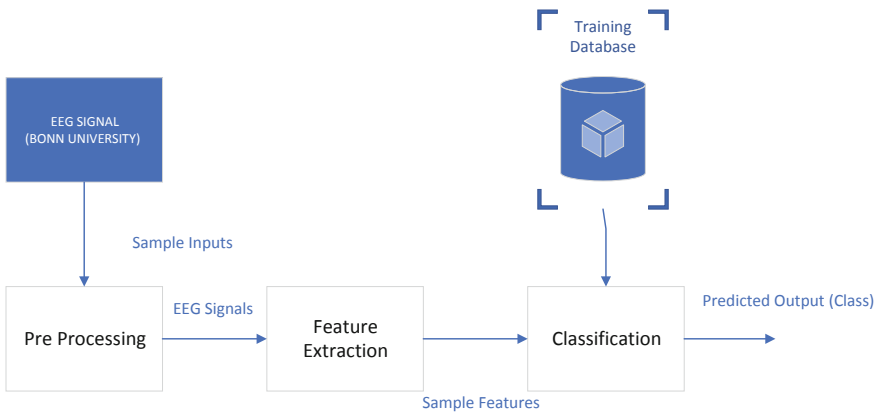 Training
Database
EEG SIGNAL
(BONN UNIVERSITY)
Sample Inputs
Pre Processing
EEG Signals
Feature
Extraction
Sample Features
Classification
Predicted Output (Class)